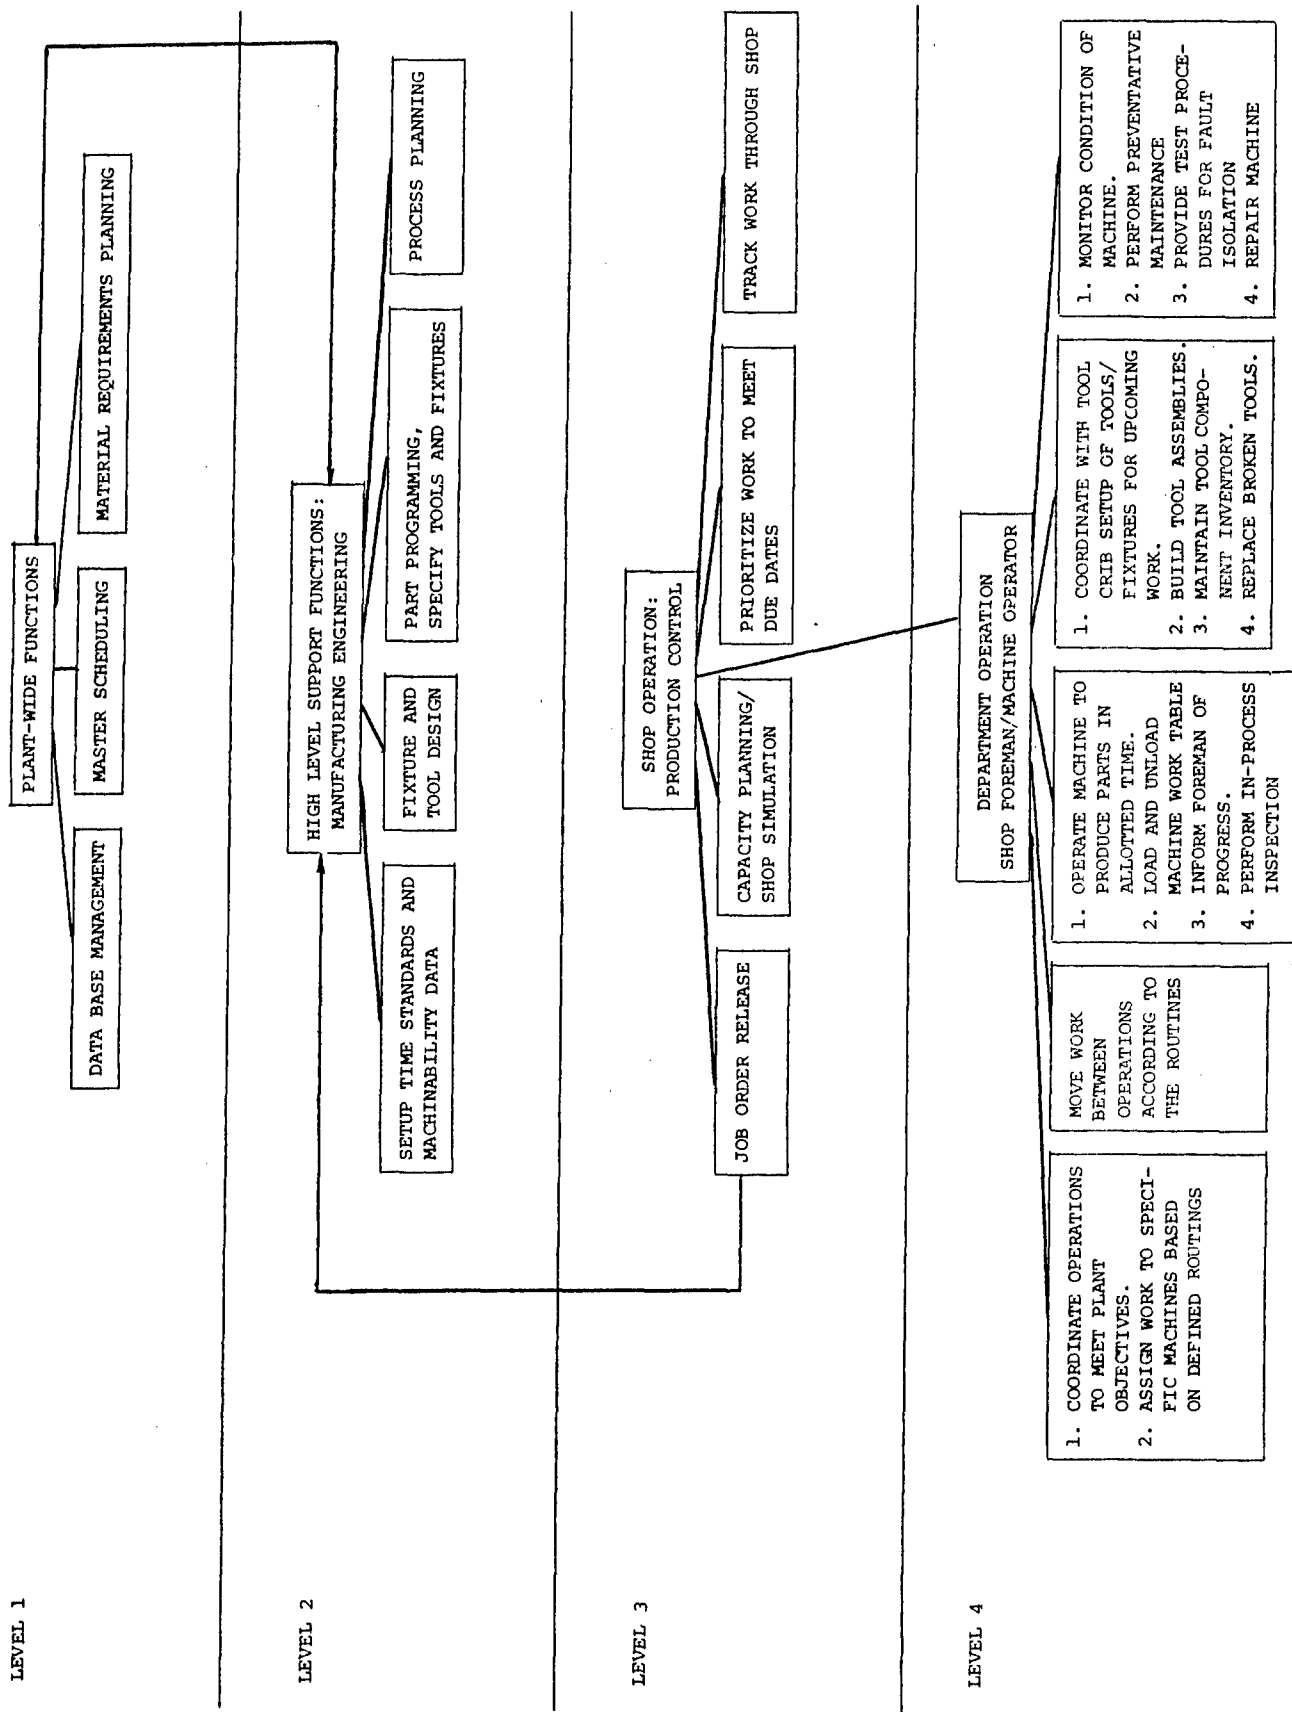 LEVEL 1
PLANT-WIDE FUNCTIONS
DATA BASE MANAGEMENT
MASTER SCHEDULING
MATERIAL REQUIREMENTS PLANNING
LEVEL 2
HIGH LEVEL SUPPORT FUNCTIONS:
MANUFACTURING ENGINEERING
SETUP TIME STANDARDS AND
MACHINABILITY DATA
FIXTURE AND
TOOL DESIGN
PART PROGRAMMING,
SPECIFY TOOLS AND FIXTURES
PROCESS PLANNING
LEVEL 3
SHOP OPERATION:
PRODUCTION CONTROL
JOB ORDER RELEASE
CAPACITY PLANNING/
SHOP SIMULATION
PRIORITIZE WORK TO MEET
DUE DATES
TRACK WORK THROUGH SHOP
LEVEL 4
DEPARTMENT OPERATION
SHOP FOREMAN/MACHINE OPERATOR
1. COORDINATE OPERATIONS
TO MEET PLANT
OBJECTIVES.
2. ASSIGN WORK TO SPECI-
FIC MACHINES BASED
ON DEFINED ROUTINGS
MOVE WORK
BETWEEN
OPERATIONS
ACCORDING TO
THE ROUTINES
1. OPERATE MACHINE TO
PRODUCE PARTS IN
ALLOTTED TIME.
2. LOAD AND UNLOAD
MACHINE WORK TABLE
3. INFORM FOREMAN OF
PROGRESS.
4. PERFORM IN-PROCESS
INSPECTION
1. COORDINATE WITH TOOL
CRIB SETUP OF TOOLS/
FIXTURES FOR UPCOMING
WORK.
2. BUILD TOOL ASSEMBLIES.
3. MAINTAIN TOOL COMPO-
NENT INVENTORY.
4. REPLACE BROKEN TOOLS.
1. MONITOR CONDITION OF
MACHINE.
2. PERFORM PREVENTATIVE
MAINTENANCE
3. PROVIDE TEST PROCE-
DURES FOR FAULT
ISOLATION
4. REPAIR MACHINE